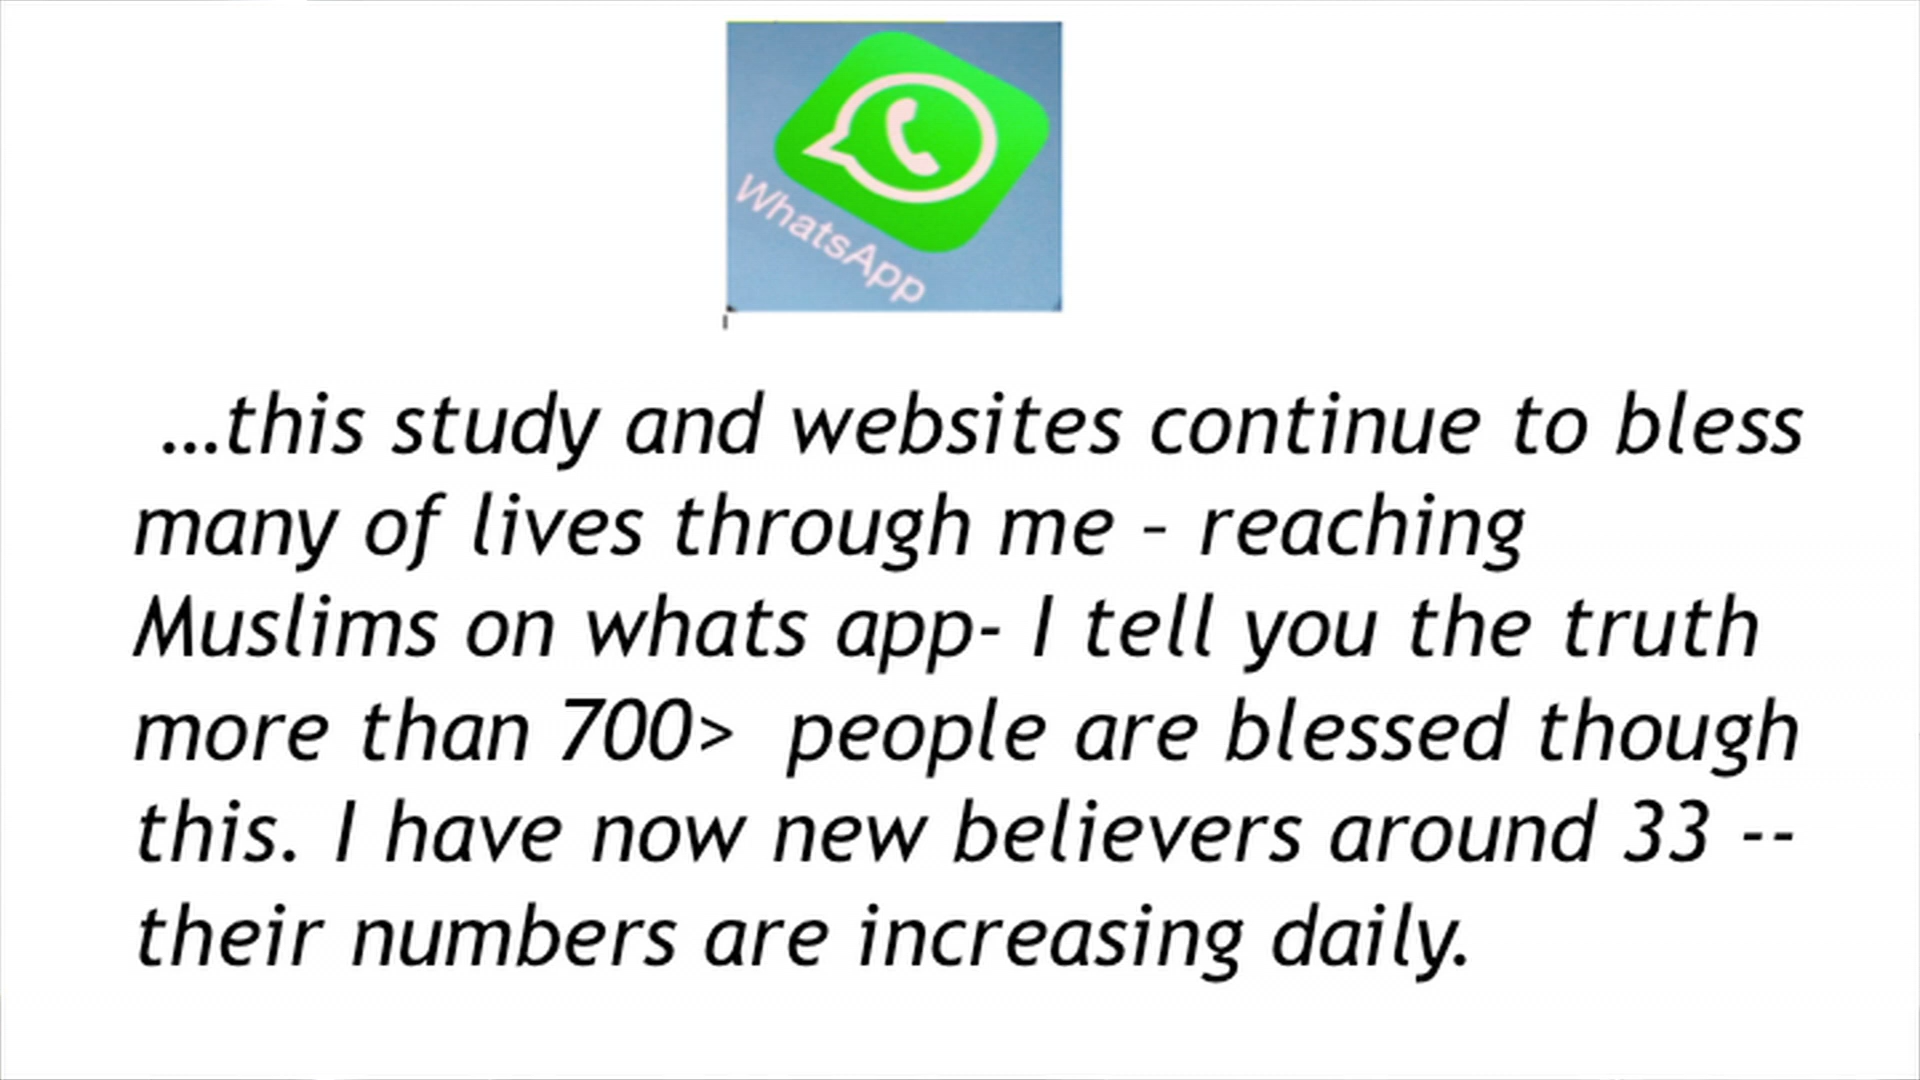 WhatsApp
…this study and websites continue to bless
many of lives through me – reaching
Muslims on whats app- I tell you the truth
more than 700>  people are blessed though
this. I have now new believers around 33 --
their numbers are increasing daily.